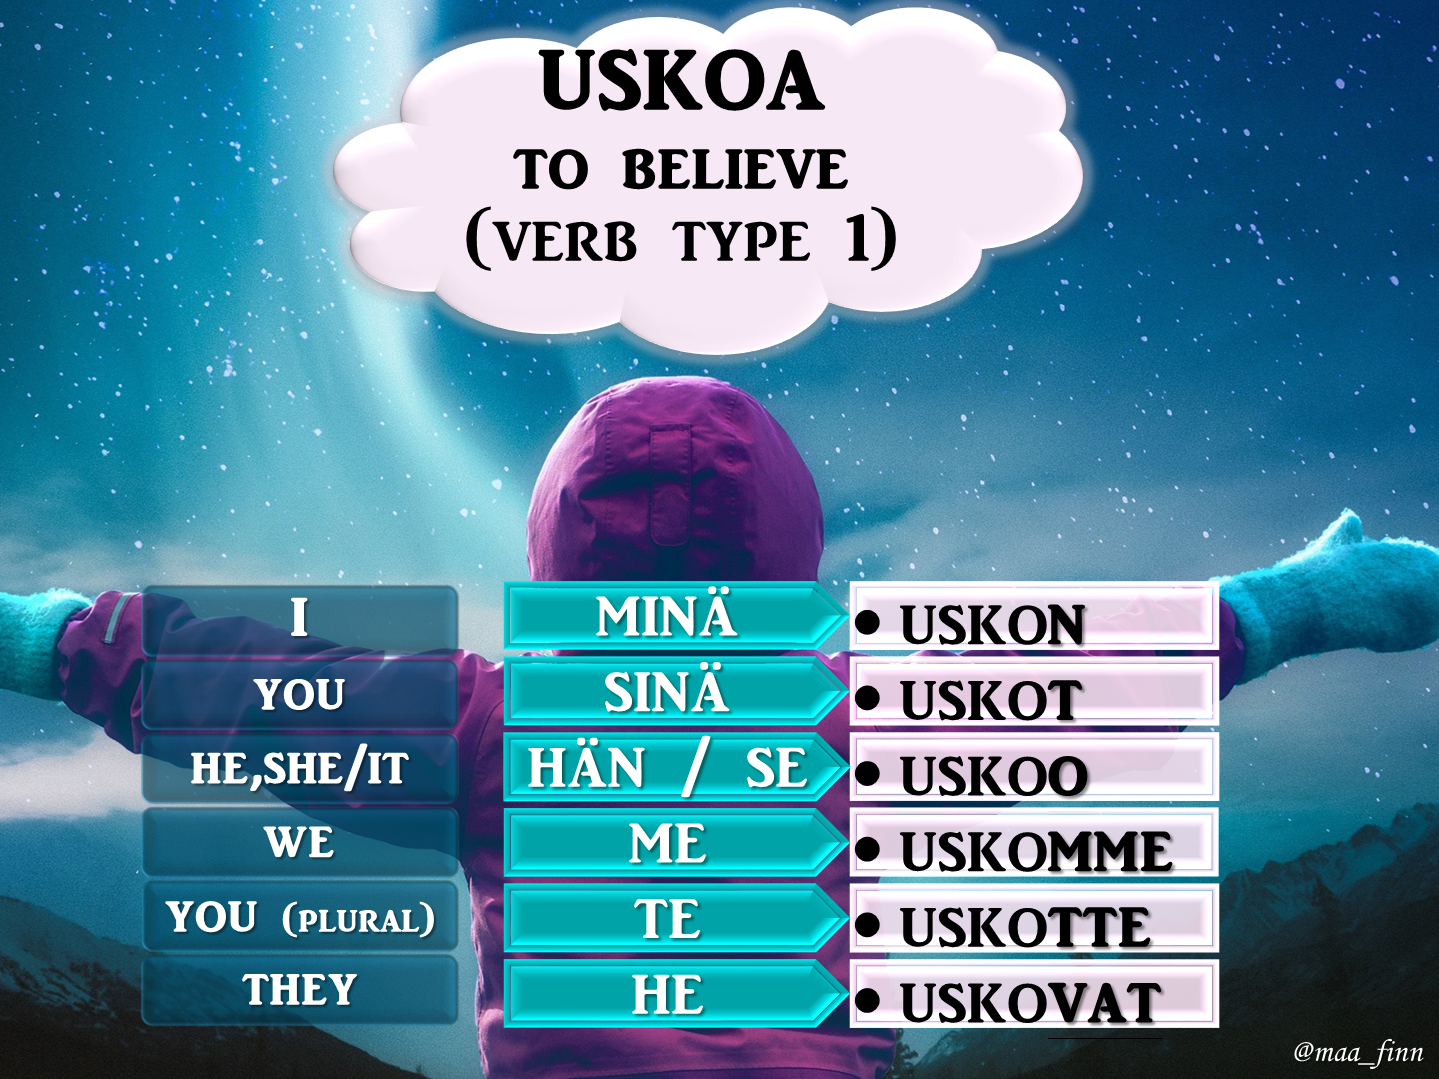 USKOA
TO BELIEVE
(VERB TYPE 1)
I MINÄ • USKON
YOU SINÄ • USKOT
HE,SHE/IT HÄN / SE • USKOO
WE ME • USKOMME
YOU (PLURAL) TE • USKOTTE
THEY HE • USKOVAT
@maa_finn